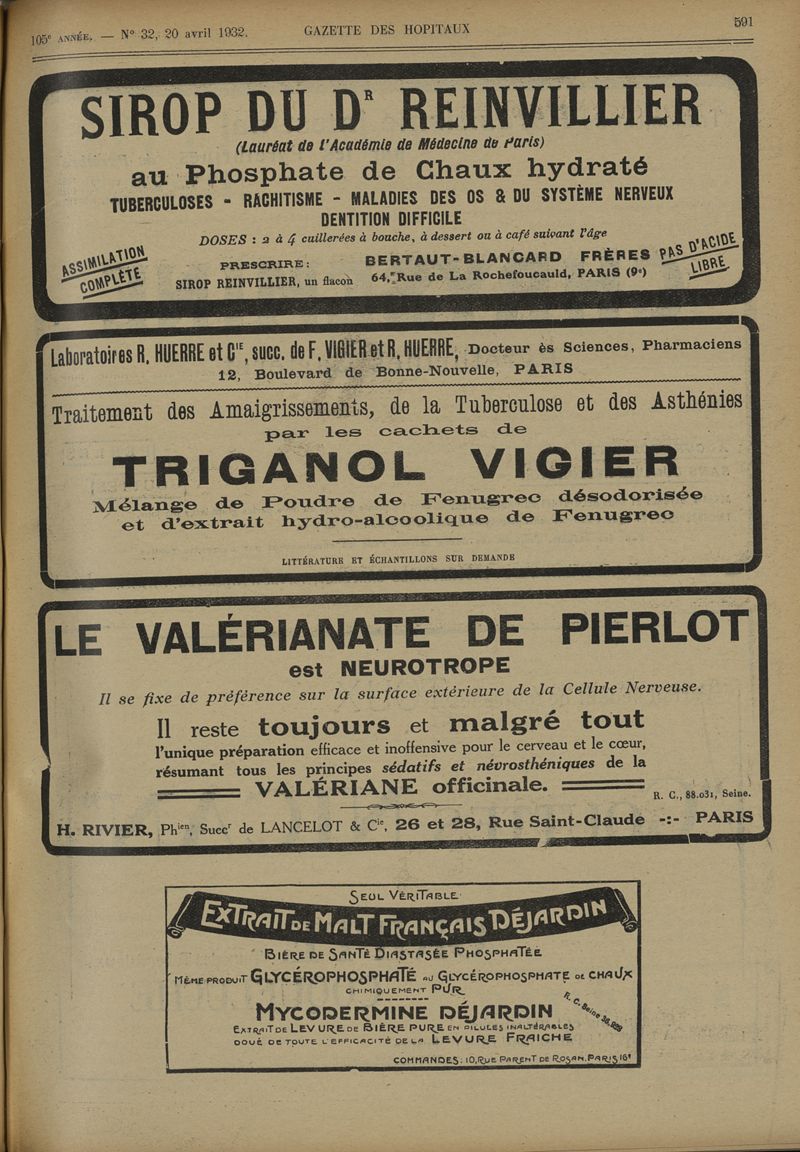 105e ANNÉE. — N° 32, 20 avril 1932. GAZETTE DES HOPITAUX 591
SIROP DU DR REINVILLIER
(Lauréat de l'Académie de Médecine de Paris)
au Phosphate de Chaux hydraté
TUBERCULOSES - RACHITISME - MALADIES DES OS & DU SYSTÈME NERVEUX
DENTITION DIFFICILE
DOSES : 2 à 4 cuillerées à bouche, à dessert ou à café suivant l'âge
ASSIMILATION
COMPLÈTE
PRESCRIRE :
SIROP REINVILLIER, un flacon
BERTAUT-BLANCARD FRÈRES
64, Rue de La Rochefoucauld, PARIS (9e)
PAS D'ACIDE
LIBRE
Laboratoires R. HUERRE et CIE, succ. de F. VIGIER et R. HUERRE, Docteur ès Sciences, Pharmaciens
12, Boulevard de Bonne-Nouvelle, PARIS
Traitement des Amaigrissements, de la Tuberculose et des Asthénies
par les cachets de
TRIGANOL VIGIER
Mélange de Poudre de Fenugrec désodorisée
et d'extrait hydro-alcoolique de Fenugrec
LITTÉRATURE ET ÉCHANTILLONS SUR DEMANDE
LE VALÉRIANATE DE PIERLOT
est NEUROTROPE
Il se fixe de préférence sur la surface extérieure de la Cellule Nerveuse.
Il reste toujours et malgré tout
l'unique préparation efficace et inoffensive pour le cerveau et le cœur,
résumant tous les principes sédatifs et névrosthéniques de la
VALÉRIANE officinale.
R. C., 88.031, Seine.
H. RIVIER, Phien, Succr de LANCELOT & Cie, 26 et 28, Rue Saint-Claude -:- PARIS
SEUL VÉRITABLE
EXTRAIT DE MALT FRANÇAIS DÉJARDIN
BIÈRE DE SANTÉ DIASTASÉE PHOSPHATÉE
MÊME PRODUIT GLYCÉROPHOSPHATÉ AU GLYCÉROPHOSPHATE DE CHAUX
CHIMIQUEMENT PUR
MYCODERMINE DÉJARDIN
R. C. Seine
EXTRAIT DE LEVURE DE BIÈRE PURE EN PILULES INALTÉRABLES
DOUÉ DE TOUTE L'EFFICACITÉ DE LA LEVURE FRAICHE
COMMANDES : 10, RUE PARENT DE ROSAN. PARIS 16e